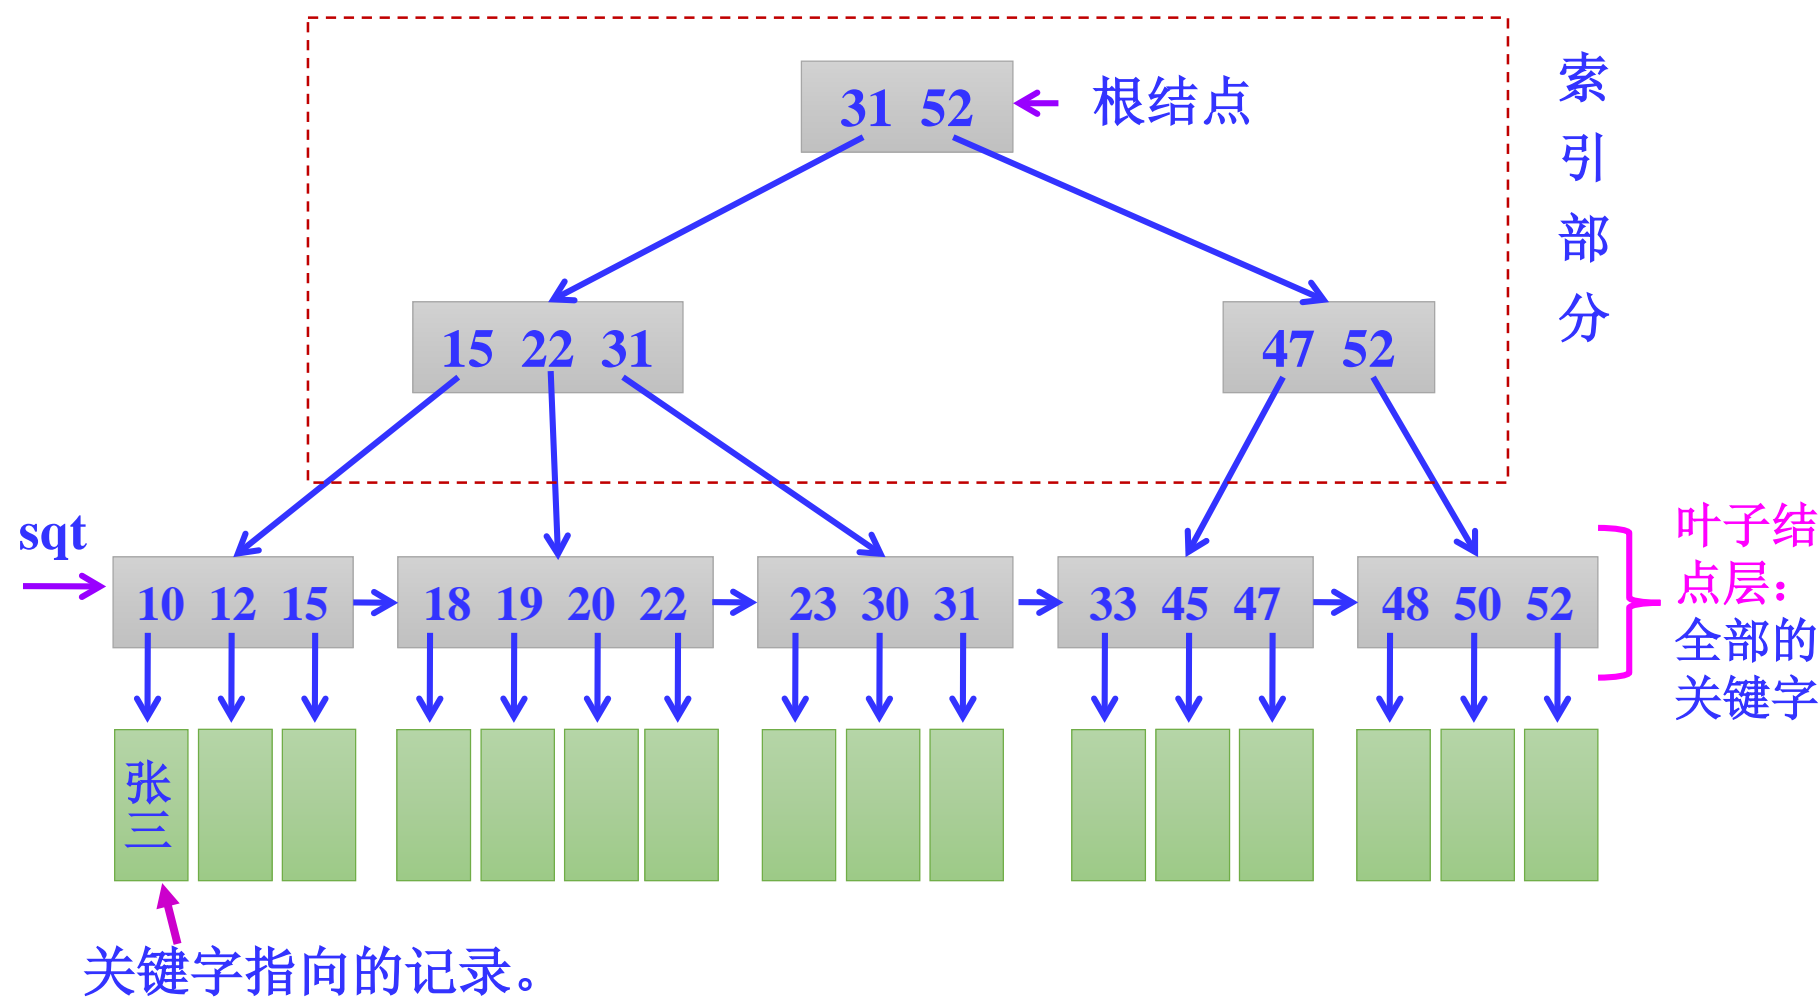 31 52
根结点
索
引
部
分
15 22 31
47 52
sqt
10 12 15
18 19 20 22
23 30 31
33 45 47
48 50 52
叶子结
点层：
全部的
关键字
张
三
关键字指向的记录。